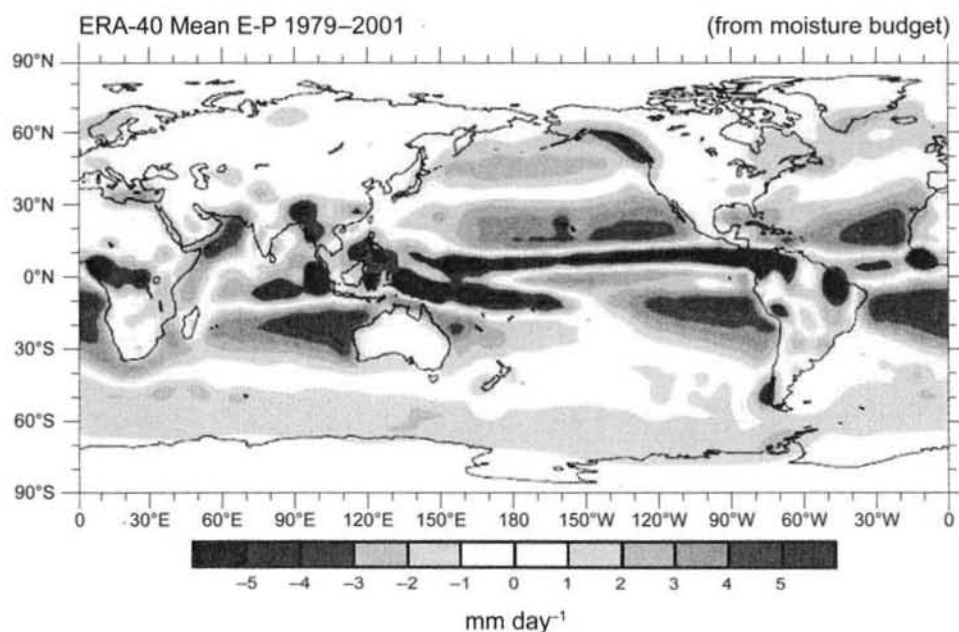 ERA-40 Mean E-P 1979–2001 (from moisture budget)
90°N
60°N
30°N
0°N
30°S
60°S
90°S
0 30°E 60°E 90°E 120°E 150°E 180 150°W 120°W 90°W 60°W 30°W 0
–5 –4 –3 –2 –1 0 1 2 3 4 5
mm day⁻¹